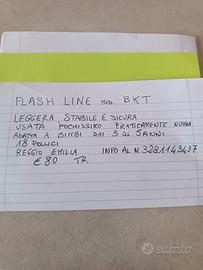 FLASH LINE MOD. BKT
LEGGERA, STABILE E SICURA
USATA POCHISSIMO PRATICAMENTE NUOVA
ADATTA A BIMBI DAI 3 AI 5 ANNI
18 POLLICI
REGGIO EMILIA INFO AL N. 3281143437
€ 80 TR.
subito